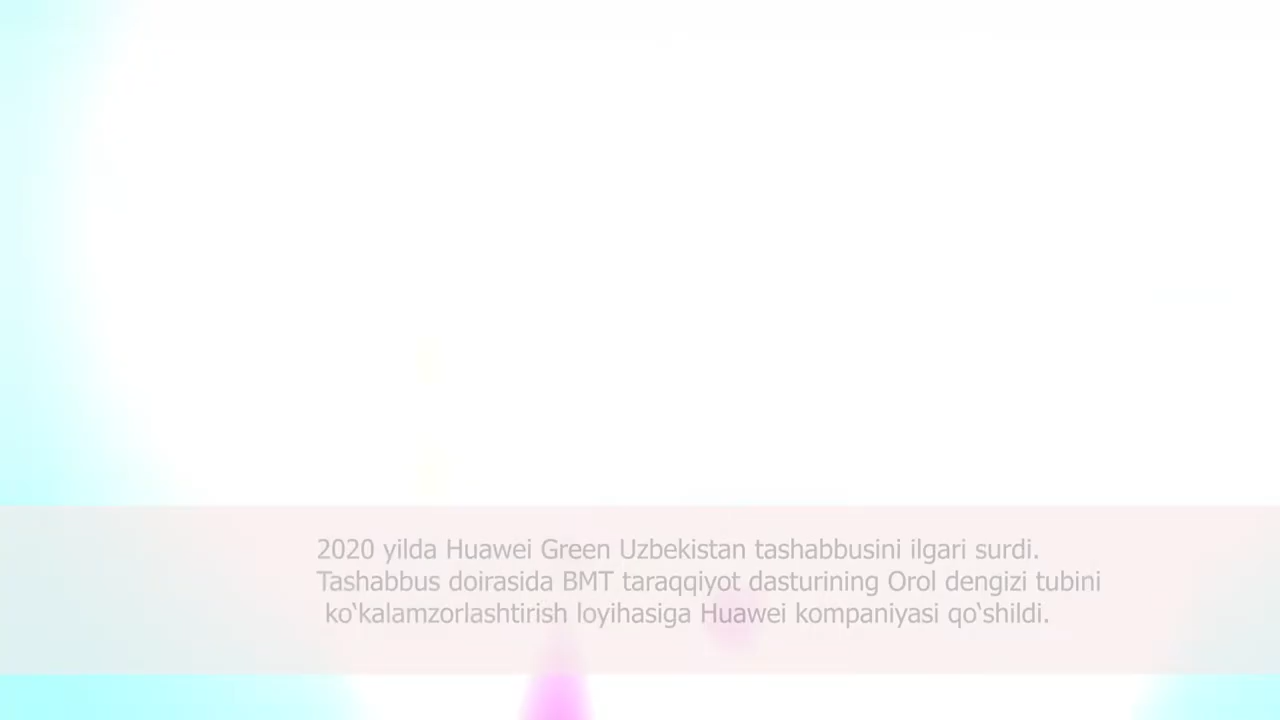 2020 yilda Huawei Green Uzbekistan tashabbusini ilgari surdi.
Tashabbus doirasida BMT taraqqiyot dasturining Orol dengizi tubini
ko‘kalamzorlashtirish loyihasiga Huawei kompaniyasi qo‘shildi.